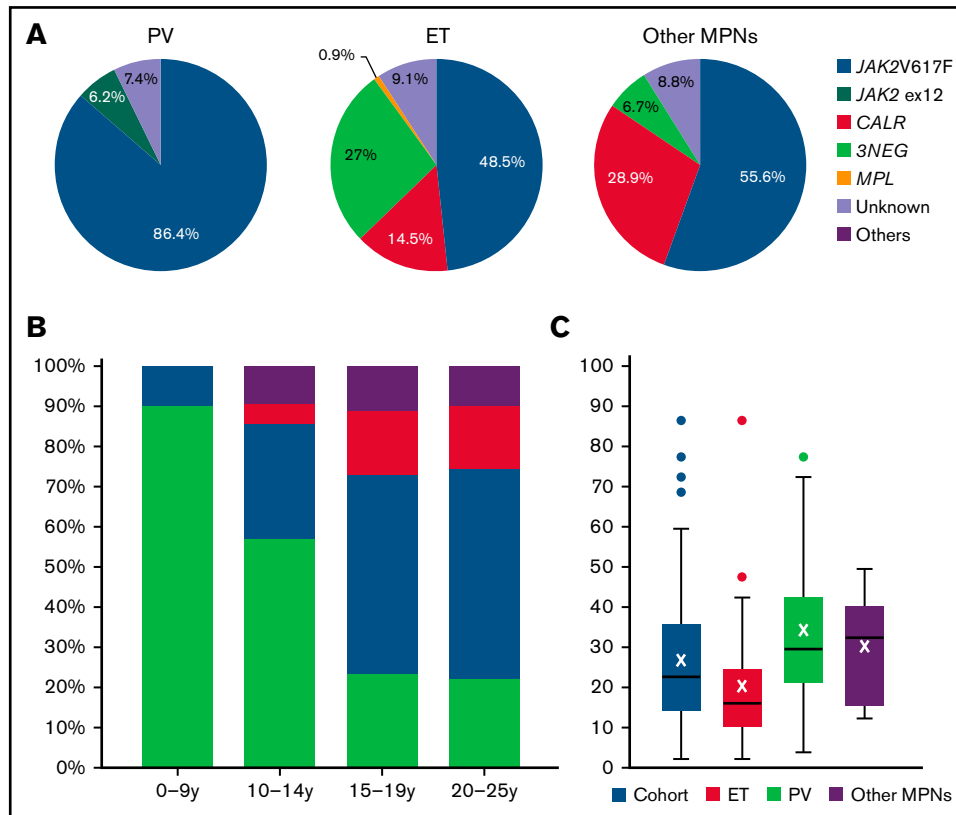 A
PV
ET
Other MPNs
7.4%
6.2%
86.4%
0.9%
9.1%
27%
48.5%
14.5%
8.8%
6.7%
28.9%
55.6%
JAK2V617F
JAK2 ex12
CALR
3NEG
MPL
Unknown
Others
B
100%
90%
80%
70%
60%
50%
40%
30%
20%
10%
0%
0–9y
10–14y
15–19y
20–25y
C
100
90
80
70
60
50
40
30
20
10
0
Cohort
ET
PV
Other MPNs